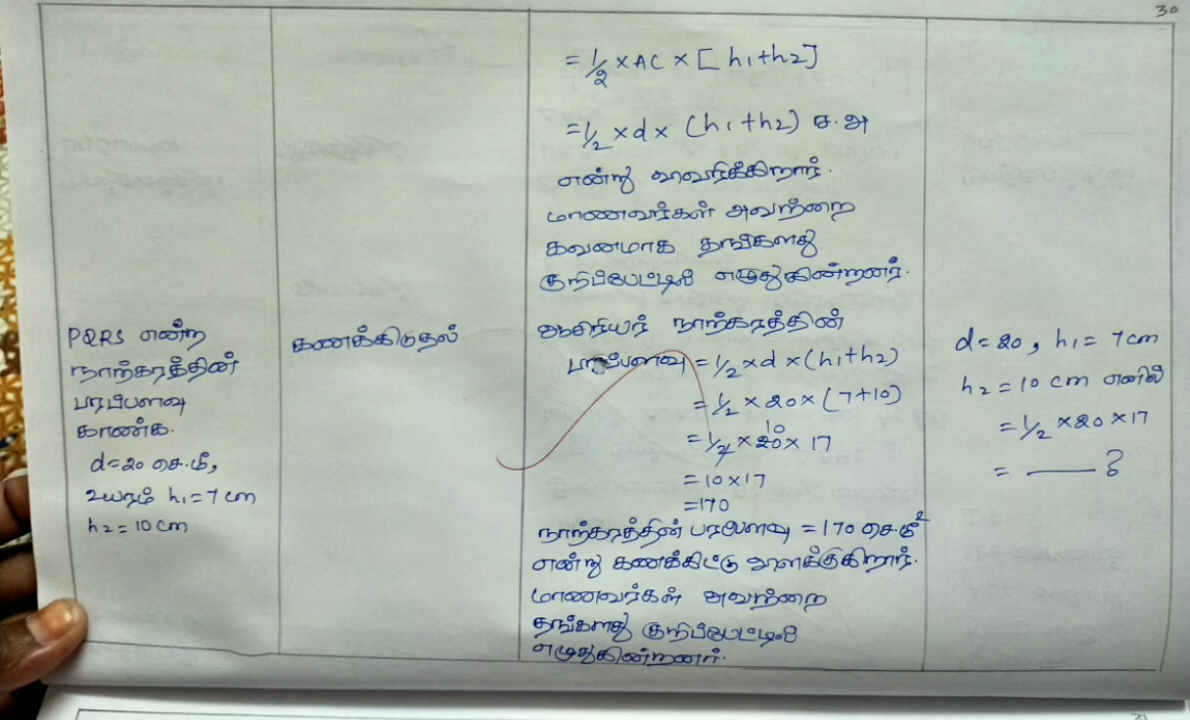 30
= 1/2 × AC × [h1+h2]
= 1/2 × d × (h1+h2) ச.அ
என்று விவரிக்கிறார்.
மாணவர்கள் அவற்றை
கவனமாக தங்களது
குறிப்பேட்டில் எழுதுகின்றனர்.
PQRS என்ற
நாற்கரத்தின்
பரப்பளவு
காண்க.
d=20 செ.மீ,
உயரம் h1=7cm
h2=10cm
கணக்கிடுதல்
ஆசிரியர் நாற்கரத்தின்
பரப்பளவு = 1/2 × d × (h1+h2)
= 1/2 × 20 × (7+10)
10
= 1/2 × 20 × 17
= 10×17
=170
நாற்கரத்தின் பரப்பளவு = 170 செ.மீ²
என்று கணக்கிட்டு விளக்குகிறார்.
மாணவர்கள் அவற்றை
தங்களது குறிப்பேட்டில்
எழுதுகின்றனர்.
d=20, h1= 7cm
h2=10 cm எனில்
= 1/2 ×20×17
= ——— ?